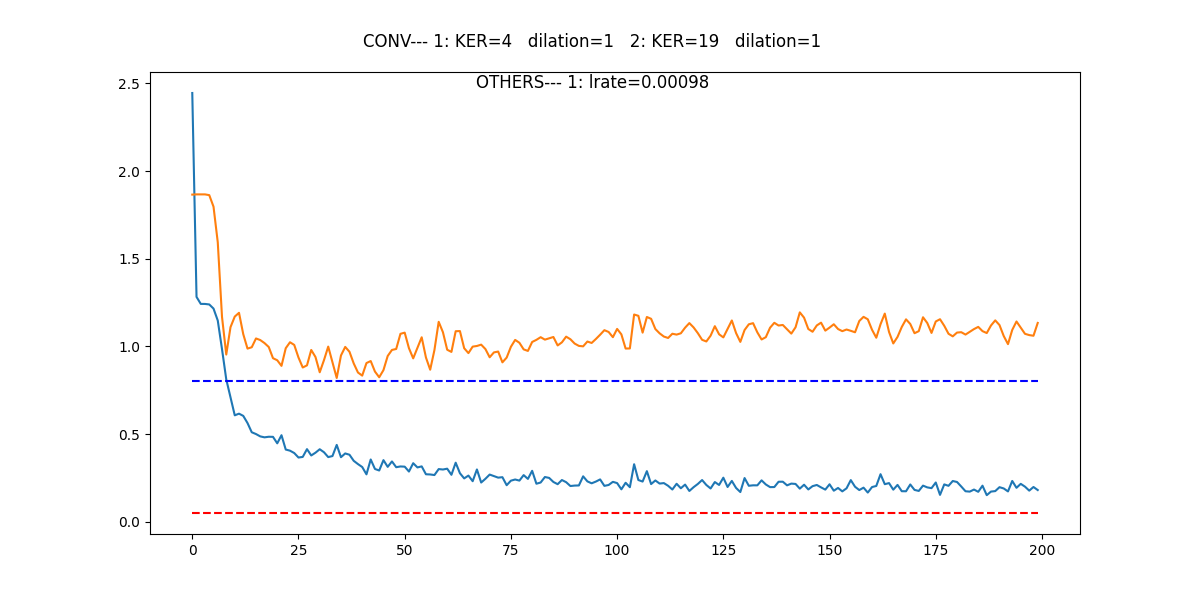 CONV--- 1: KER=4   dilation=1   2: KER=19   dilation=1
OTHERS--- 1: lrate=0.00098
2.5
2.0
1.5
1.0
0.5
0.0
0 25 50 75 100 125 150 175 200